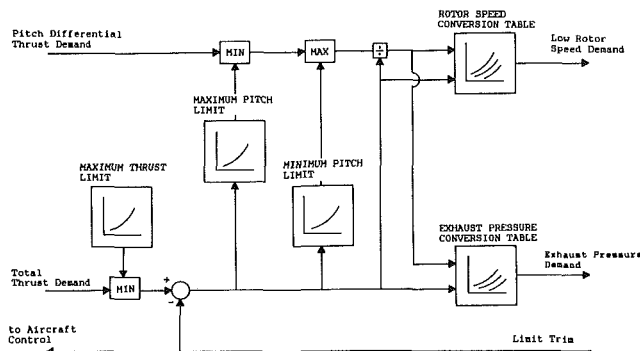 Pitch Differential
Thrust Demand
MIN
MAX
÷
ROTOR SPEED
CONVERSION TABLE
Low Rotor
Speed Demand
MAXIMUM PITCH
LIMIT
MAXIMUM THRUST
LIMIT
MINIMUM PITCH
LIMIT
EXHAUST PRESSURE
CONVERSION TABLE
Exhaust Pressure
Demand
Total
Thrust Demand
MIN
+
-
to Aircraft
Control
Limit Trim